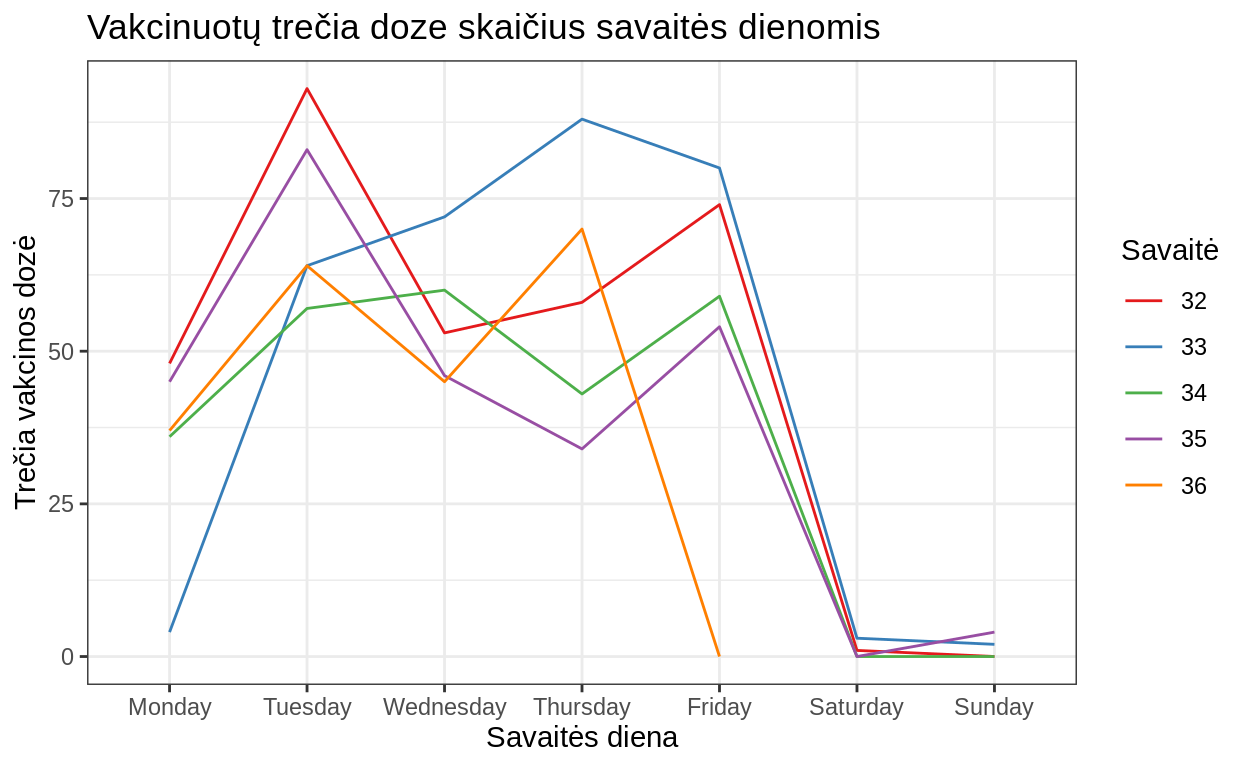 Vakcinuotų trečia doze skaičius savaitės dienomis
Trečia vakcinos dozė
75
50
25
0
Monday
Tuesday
Wednesday
Thursday
Friday
Saturday
Sunday
Savaitės diena
Savaitė
32
33
34
35
36